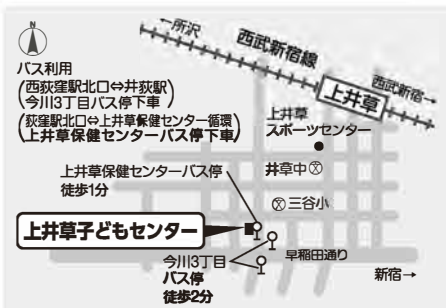 N
←所沢
西武新宿線
西武新宿→
上井草
バス利用
(西荻窪駅北口⇔井荻駅
今川3丁目バス停下車)
(荻窪駅北口⇔上井草保健センター循環
上井草保健センターバス停下車)
上井草
スポーツセンター
井草中 文
上井草保健センターバス停
徒歩1分
文 三谷小
上井草子どもセンター
早稲田通り
今川3丁目
バス停
徒歩2分
新宿→